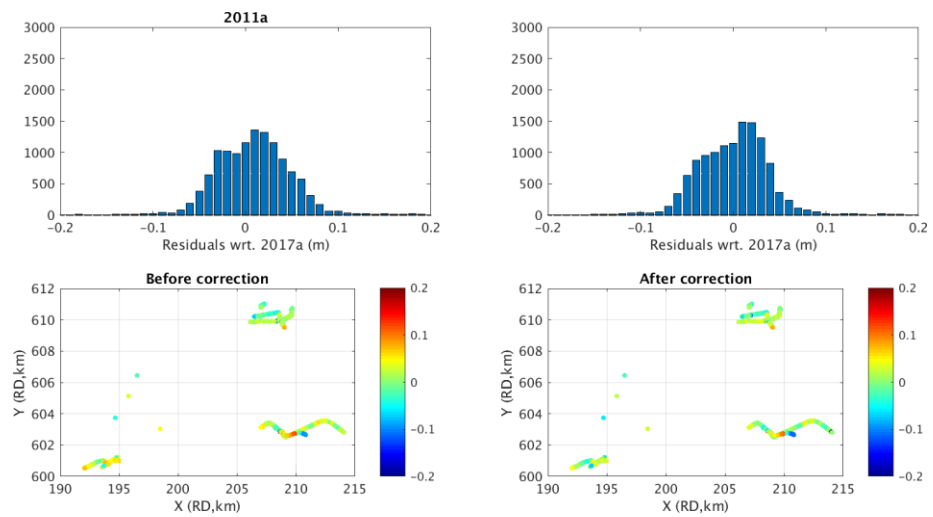 2011a
3000
2500
2000
1500
1000
500
0
−0.2 −0.1 0 0.1 0.2
Residuals wrt. 2017a (m)
3000
2500
2000
1500
1000
500
0
−0.2 −0.1 0 0.1 0.2
Residuals wrt. 2017a (m)
Before correction
612
610
608
606
604
602
600
Y (RD,km)
190 195 200 205 210 215
X (RD,km)
0.2
0.1
0
−0.1
−0.2
After correction
612
610
608
606
604
602
600
Y (RD,km)
190 195 200 205 210 215
X (RD,km)
0.2
0.1
0
−0.1
−0.2